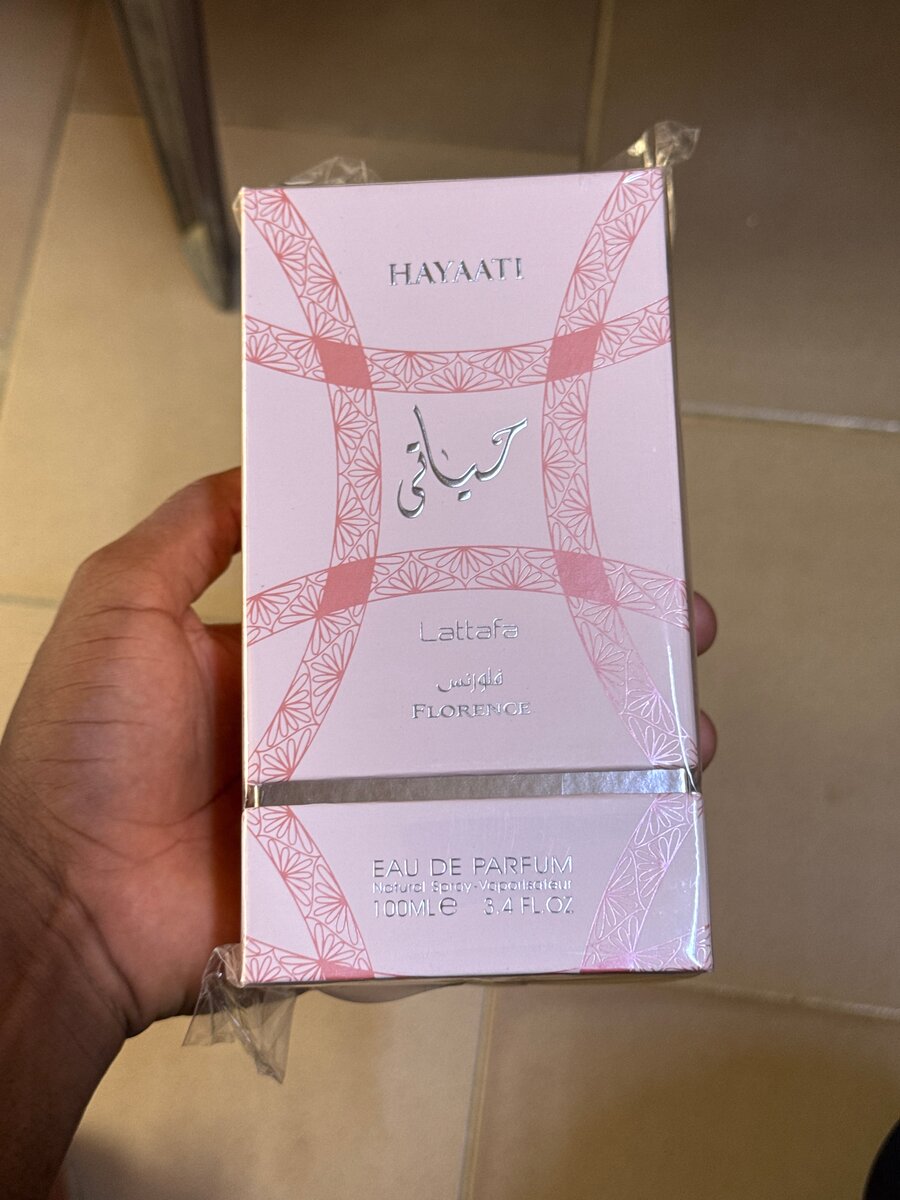 HAYAATI
حياتي
Lattafa
فلورنس
FLORENCE
EAU DE PARFUM
Natural Spray-Vaporisateur
100ML℮ 3.4 FL.OZ.